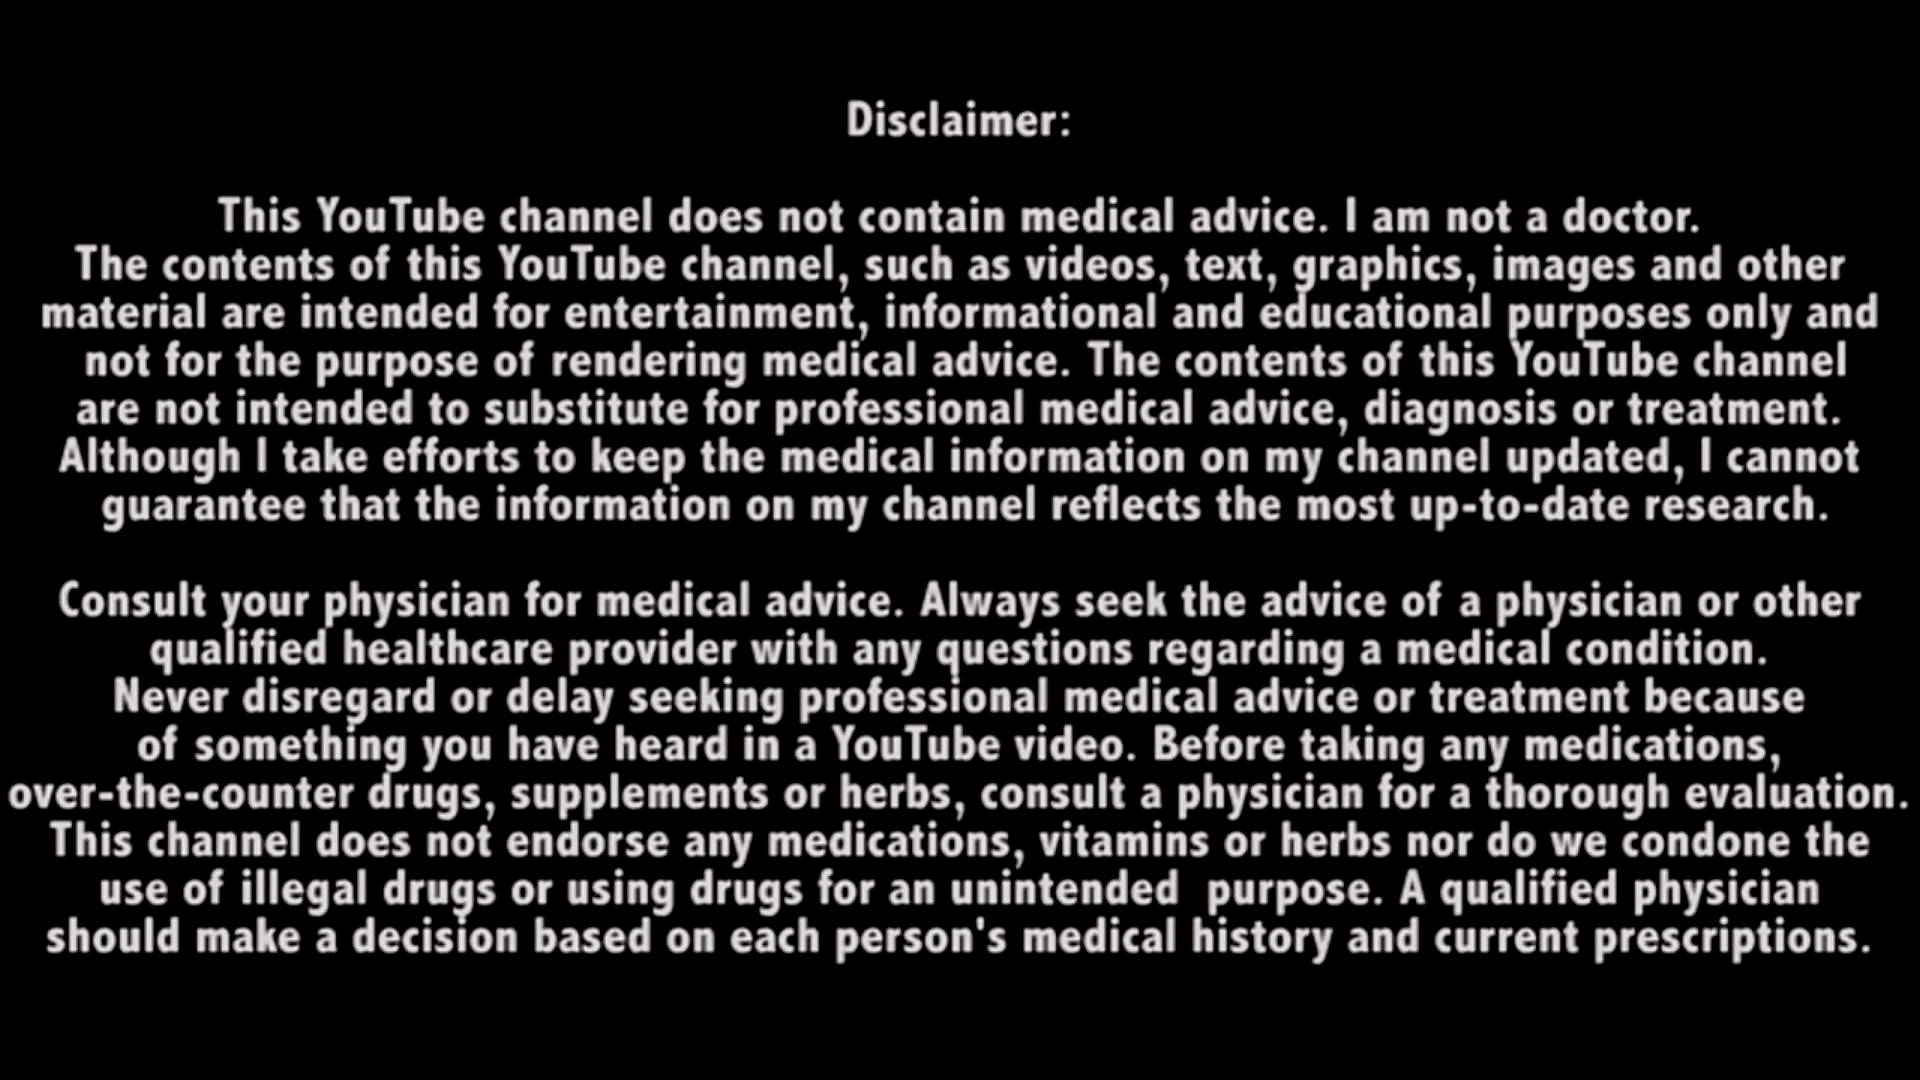 Disclaimer:
This YouTube channel does not contain medical advice. I am not a doctor.
The contents of this YouTube channel, such as videos, text, graphics, images and other
material are intended for entertainment, informational and educational purposes only and
not for the purpose of rendering medical advice. The contents of this YouTube channel
are not intended to substitute for professional medical advice, diagnosis or treatment.
Although I take efforts to keep the medical information on my channel updated, I cannot
guarantee that the information on my channel reflects the most up-to-date research.
Consult your physician for medical advice. Always seek the advice of a physician or other
qualified healthcare provider with any questions regarding a medical condition.
Never disregard or delay seeking professional medical advice or treatment because
of something you have heard in a YouTube video. Before taking any medications,
over-the-counter drugs, supplements or herbs, consult a physician for a thorough evaluation.
This channel does not endorse any medications, vitamins or herbs nor do we condone the
use of illegal drugs or using drugs for an unintended  purpose. A qualified physician
should make a decision based on each person's medical history and current prescriptions.